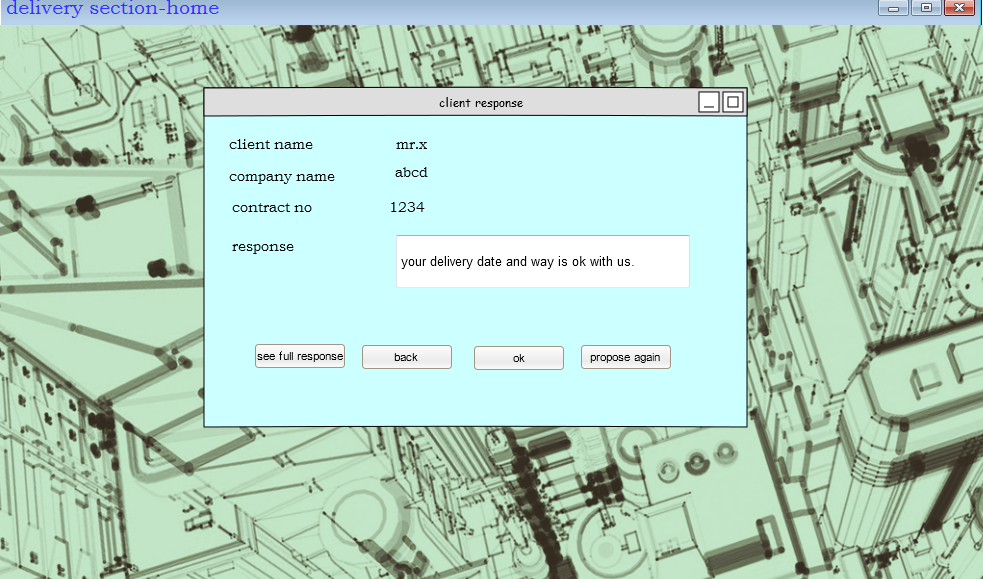 delivery section-home
client response
client name mr.x
company name abcd
contract no 1234
response your delivery date and way is ok with us.
see full response back ok propose again